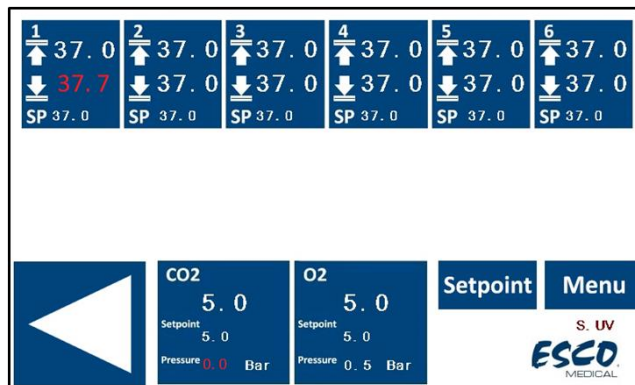 1 2 3 4 5 6
37.0 37.0 37.0 37.0 37.0 37.0
37.7 37.0 37.0 37.0 37.0 37.0
SP 37.0 SP 37.0 SP 37.0 SP 37.0 SP 37.0 SP 37.0
CO2
5.0
Setpoint
5.0
Pressure 0.0 Bar
O2
5.0
Setpoint
5.0
Pressure 0.5 Bar
Setpoint
Menu
S. UV
ESCO
MEDICAL